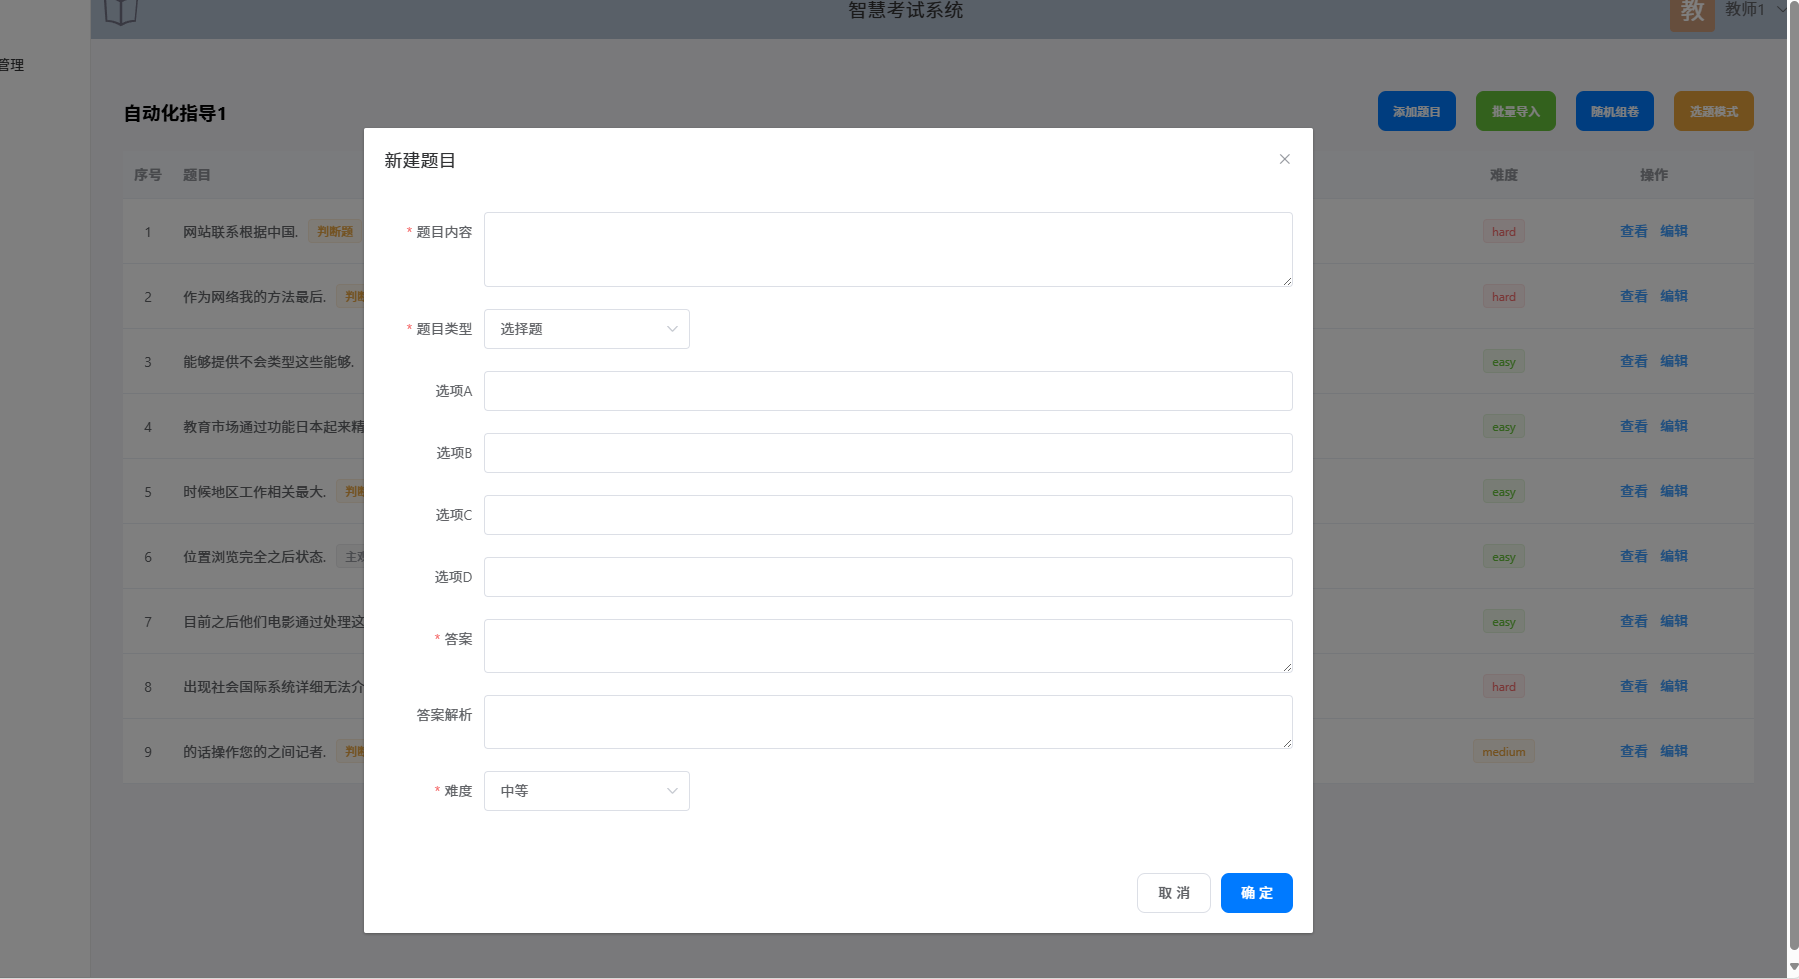 智慧考试系统
教
教师1
管理
自动化指导1
添加题目
批量导入
随机组卷
选题模式
新建题目
序号
题目
难度
操作
1
网站联系根据中国.
判断题
hard
查看
编辑
2
作为网络我的方法最后.
hard
查看
编辑
3
能够提供不会类型这些能够.
easy
查看
编辑
4
教育市场通过功能日本起来精
easy
查看
编辑
5
时候地区工作相关最大.
easy
查看
编辑
6
位置浏览完全之后状态.
easy
查看
编辑
7
目前之后他们电影通过处理这
easy
查看
编辑
8
出现社会国际系统详细无法介
hard
查看
编辑
9
的话操作您的之间记者.
medium
查看
编辑
* 题目内容
* 题目类型
选择题
选项A
选项B
选项C
选项D
* 答案
答案解析
* 难度
中等
取 消
确 定